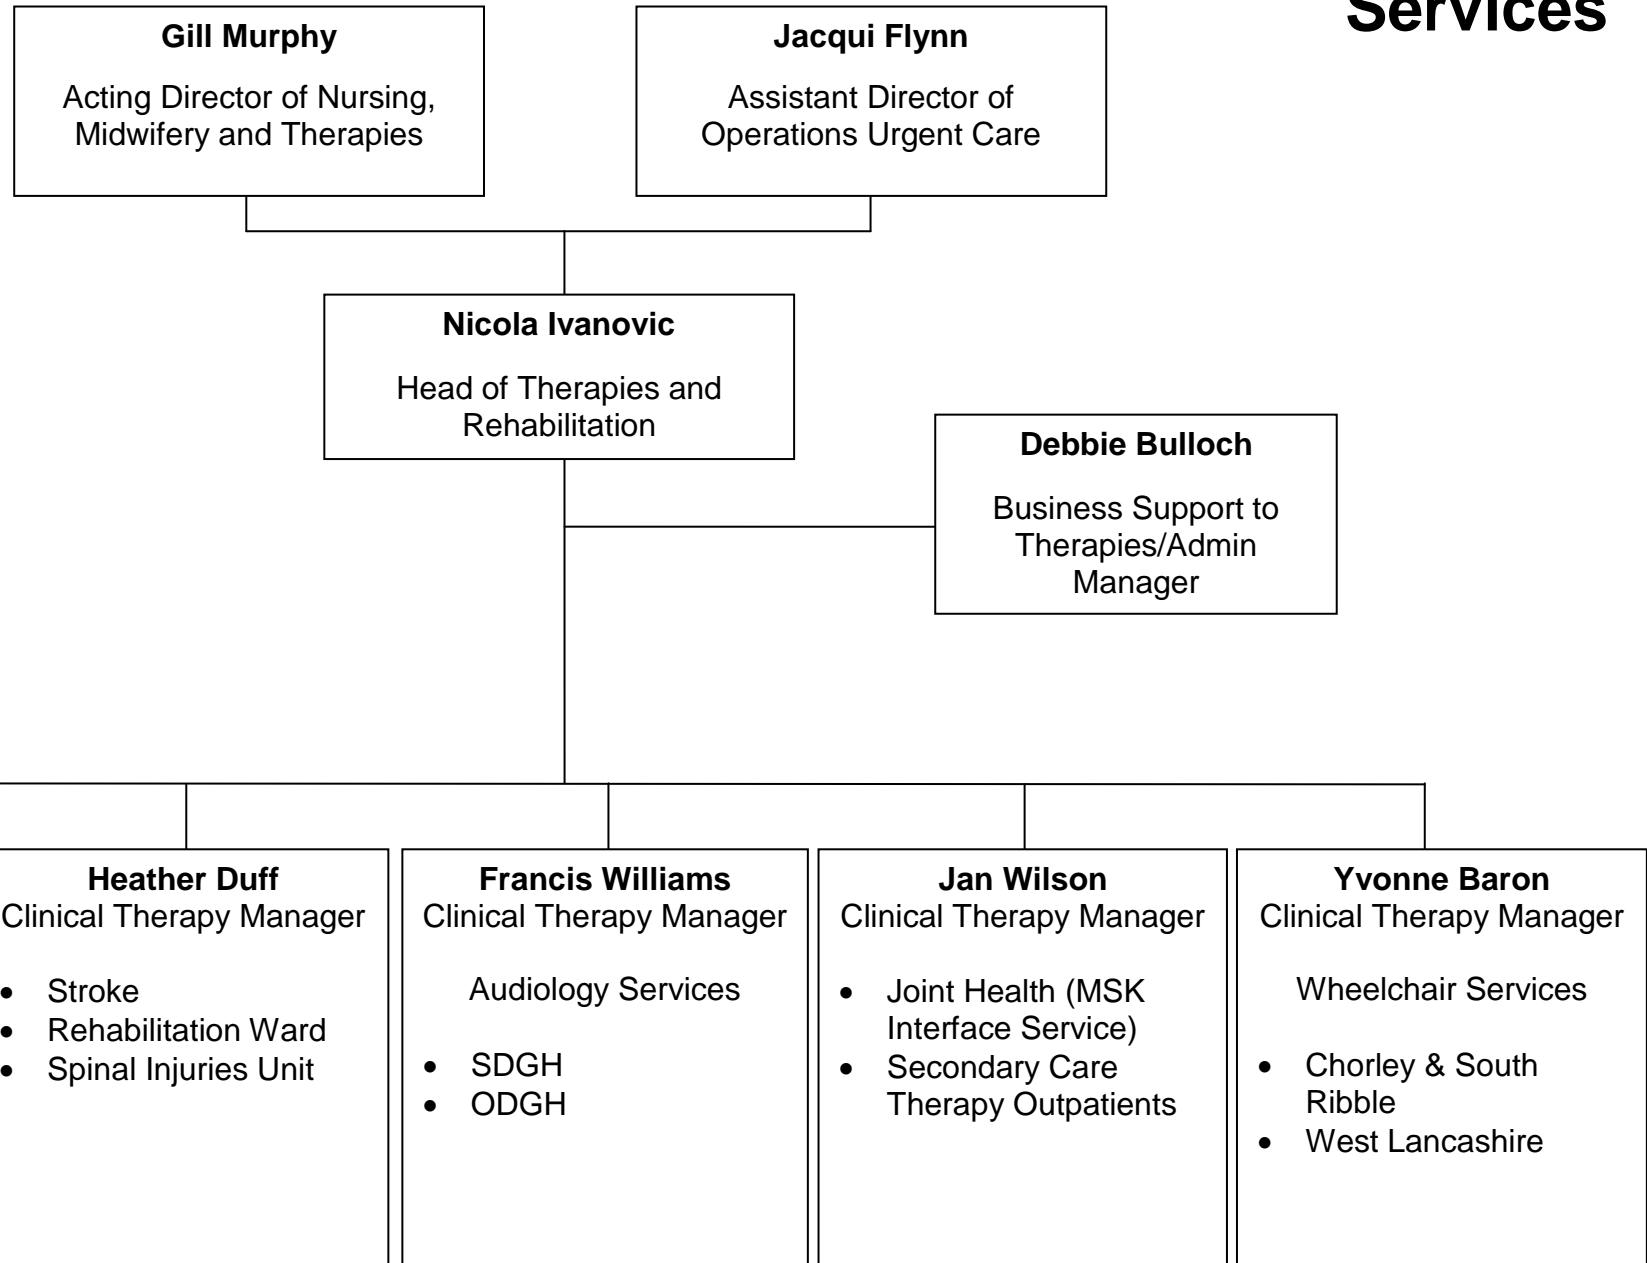 Services
Gill Murphy
Acting Director of Nursing,
Midwifery and Therapies
Jacqui Flynn
Assistant Director of
Operations Urgent Care
Nicola Ivanovic
Head of Therapies and
Rehabilitation
Debbie Bulloch
Business Support to
Therapies/Admin
Manager
Heather Duff
Clinical Therapy Manager
• Stroke
• Rehabilitation Ward
• Spinal Injuries Unit
Francis Williams
Clinical Therapy Manager
Audiology Services
• SDGH
• ODGH
Jan Wilson
Clinical Therapy Manager
• Joint Health (MSK
Interface Service)
• Secondary Care
Therapy Outpatients
Yvonne Baron
Clinical Therapy Manager
Wheelchair Services
• Chorley & South
Ribble
• West Lancashire